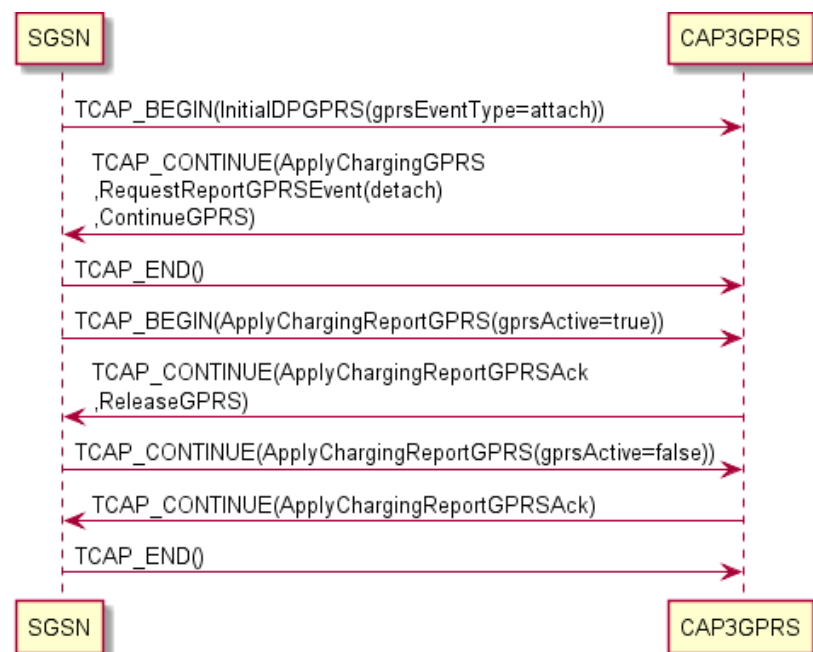 SGSN
CAP3GPRS
TCAP_BEGIN(InitialDPGPRS(gprsEventType=attach))
TCAP_CONTINUE(ApplyChargingGPRS
,RequestReportGPRSEvent(detach)
,ContinueGPRS)
TCAP_END()
TCAP_BEGIN(ApplyChargingReportGPRS(gprsActive=true))
TCAP_CONTINUE(ApplyChargingReportGPRSAck
,ReleaseGPRS)
TCAP_CONTINUE(ApplyChargingReportGPRS(gprsActive=false))
TCAP_CONTINUE(ApplyChargingReportGPRSAck)
TCAP_END()
SGSN
CAP3GPRS